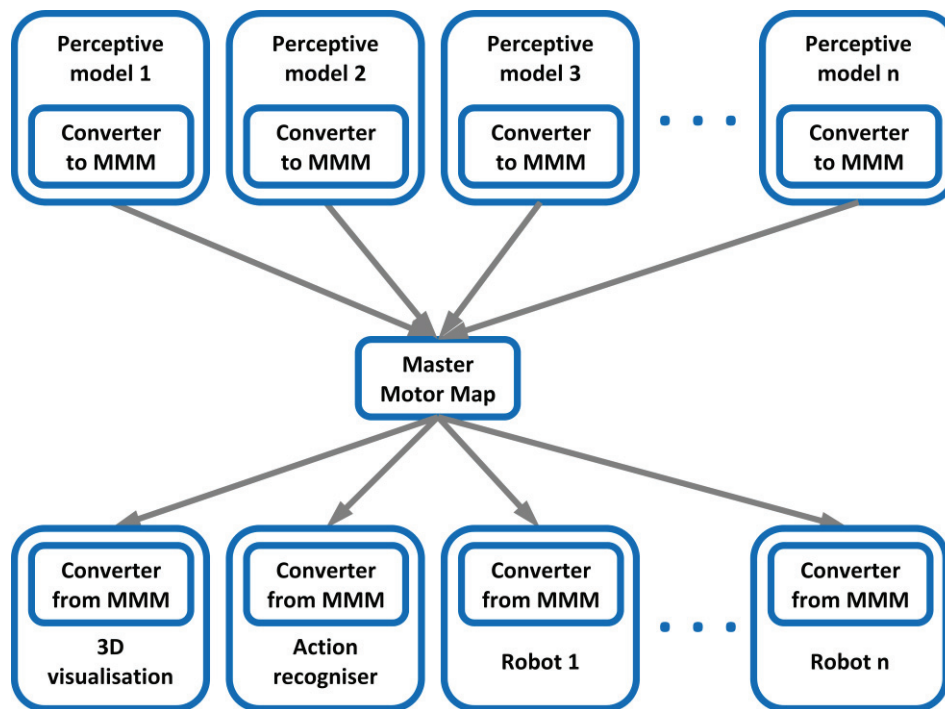 Perceptive
model 1
Converter
to MMM
Perceptive
model 2
Converter
to MMM
Perceptive
model 3
Converter
to MMM
. . .
Perceptive
model n
Converter
to MMM
Master
Motor Map
Converter
from MMM
3D
visualisation
Converter
from MMM
Action
recogniser
Converter
from MMM
Robot 1
. . .
Converter
from MMM
Robot n